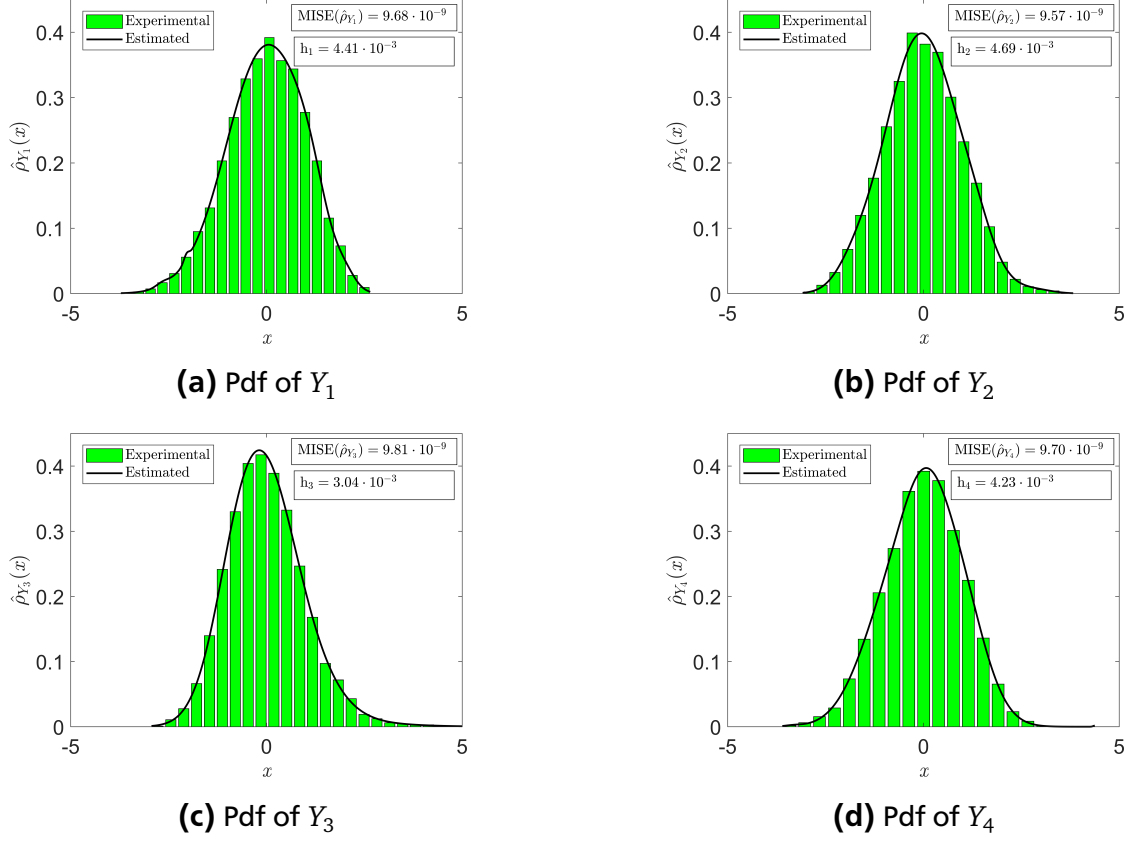 Experimental
Estimated
MISE(ρ̂_{Y_1}) = 9.68 · 10^{-9}
h_1 = 4.41 · 10^{-3}
0.4
0.3
0.2
0.1
0
ρ̂_{Y_1}(x)
-5 0 5
x
(a) Pdf of Y_1
Experimental
Estimated
MISE(ρ̂_{Y_2}) = 9.57 · 10^{-9}
h_2 = 4.69 · 10^{-3}
0.4
0.3
0.2
0.1
0
ρ̂_{Y_2}(x)
-5 0 5
x
(b) Pdf of Y_2
Experimental
Estimated
MISE(ρ̂_{Y_3}) = 9.81 · 10^{-9}
h_3 = 3.04 · 10^{-3}
0.4
0.3
0.2
0.1
0
ρ̂_{Y_3}(x)
-5 0 5
x
(c) Pdf of Y_3
Experimental
Estimated
MISE(ρ̂_{Y_4}) = 9.70 · 10^{-9}
h_4 = 4.23 · 10^{-3}
0.4
0.3
0.2
0.1
0
ρ̂_{Y_4}(x)
-5 0 5
x
(d) Pdf of Y_4